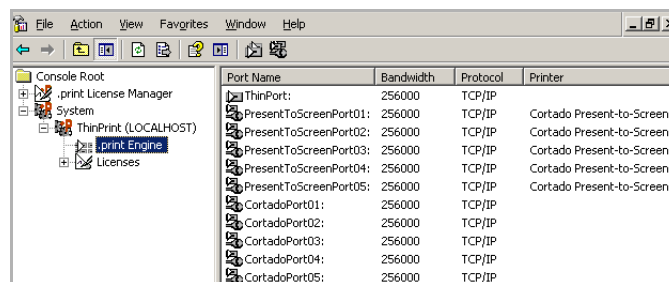 File Action View Favorites Window Help
Console Root
.print License Manager
System
ThinPrint (LOCALHOST)
.print Engine
Licenses
Port Name Bandwidth Protocol Printer
ThinPort: 256000 TCP/IP
PresentToScreenPort01: 256000 TCP/IP Cortado Present-to-Screen
PresentToScreenPort02: 256000 TCP/IP Cortado Present-to-Screen
PresentToScreenPort03: 256000 TCP/IP Cortado Present-to-Screen
PresentToScreenPort04: 256000 TCP/IP Cortado Present-to-Screen
PresentToScreenPort05: 256000 TCP/IP Cortado Present-to-Screen
CortadoPort01: 256000 TCP/IP
CortadoPort02: 256000 TCP/IP
CortadoPort03: 256000 TCP/IP
CortadoPort04: 256000 TCP/IP
CortadoPort05: 256000 TCP/IP